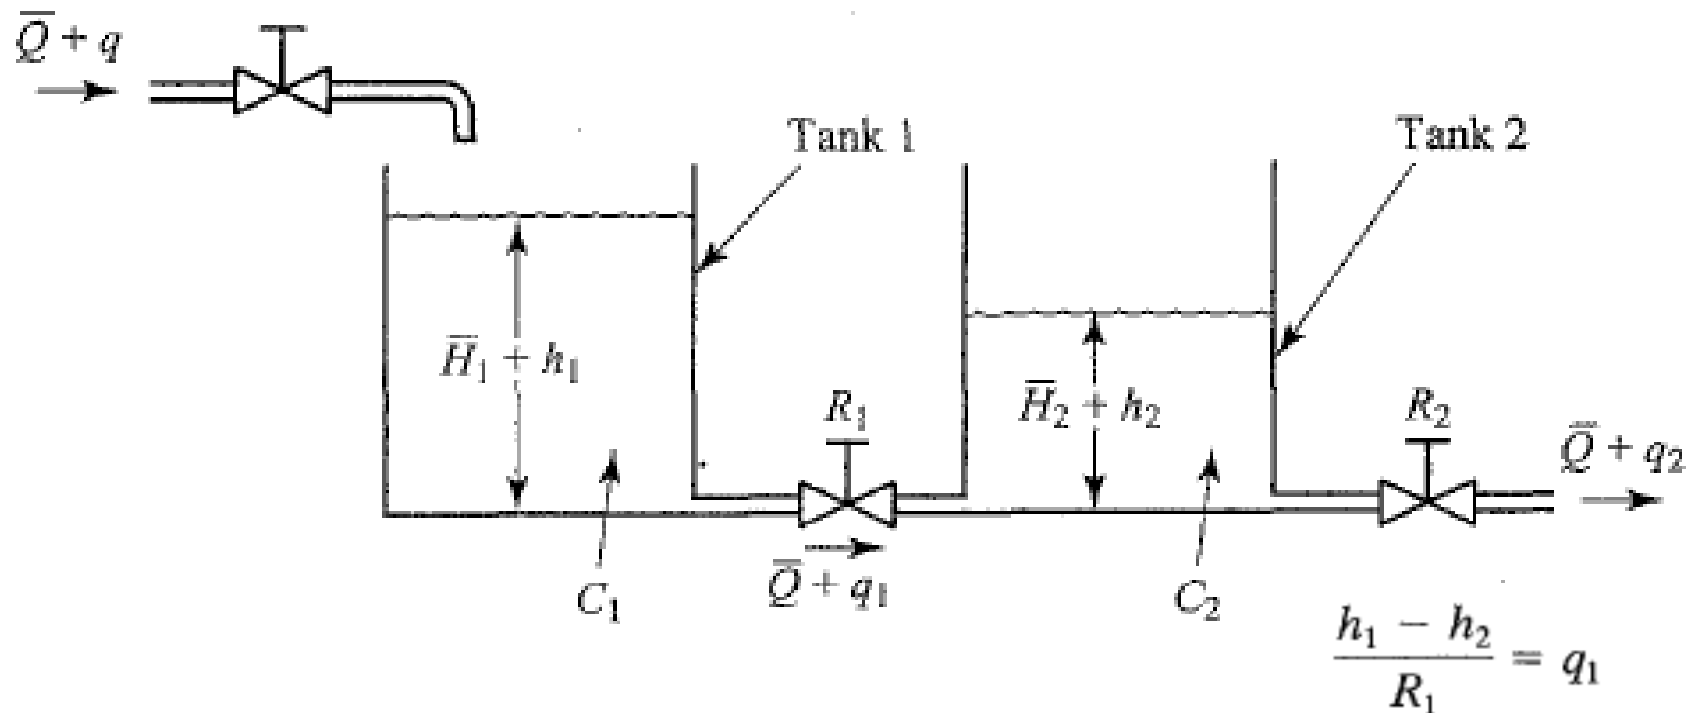 Q̅ + q
Tank 1
Tank 2
H̅₁ + h₁
H̅₂ + h₂
R₁
R₂
Q̅ + q₂
Q̅ + q₁
C₁
C₂
(h₁ − h₂)/R₁ = q₁